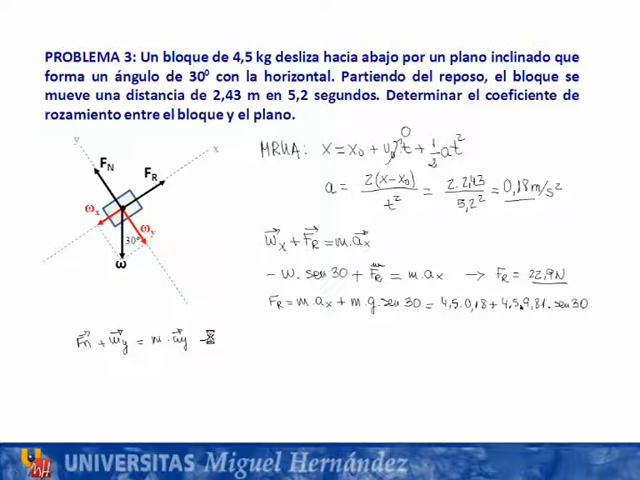 PROBLEMA 3: Un bloque de 4,5 kg desliza hacia abajo por un plano inclinado que
forma un ángulo de 30⁰ con la horizontal. Partiendo del reposo, el bloque se
mueve una distancia de 2,43 m en 5,2 segundos. Determinar el coeficiente de
rozamiento entre el bloque y el plano.
y
x
F_N
F_R
ω_x
ω_y
30°
ω
MRUA: x = x₀ + v₀·t + 1/2 at²
0
a = 2(x-x₀)/t² = 2·2,43/5,2² = 0,18 m/s²
w⃗_x + F⃗_R = m·a⃗_x
- W. sen 30 + F_R = m·a_x → F_R = 22,9N
F_R = m·a_x + m·g·sen 30 = 4,5·0,18 + 4,5·9,81·sen 30
F⃗n + w⃗y = m·a⃗y
UNIVERSITAS Miguel Hernández